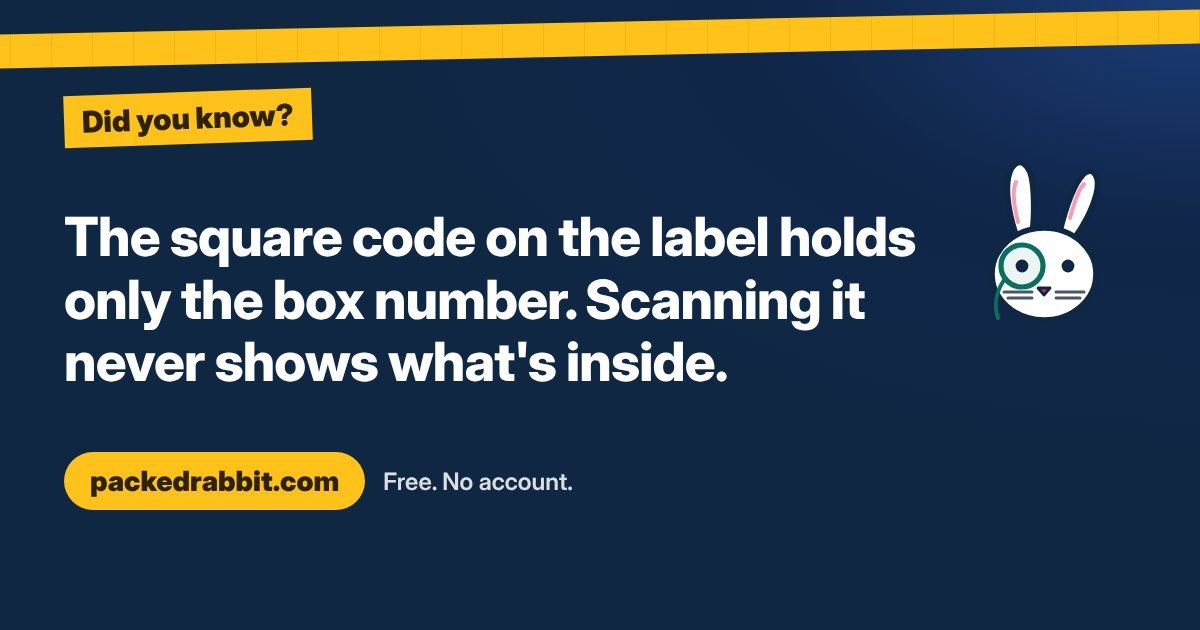 Did you know?
The square code on the label holds
only the box number. Scanning it
never shows what's inside.
packedrabbit.com
Free. No account.